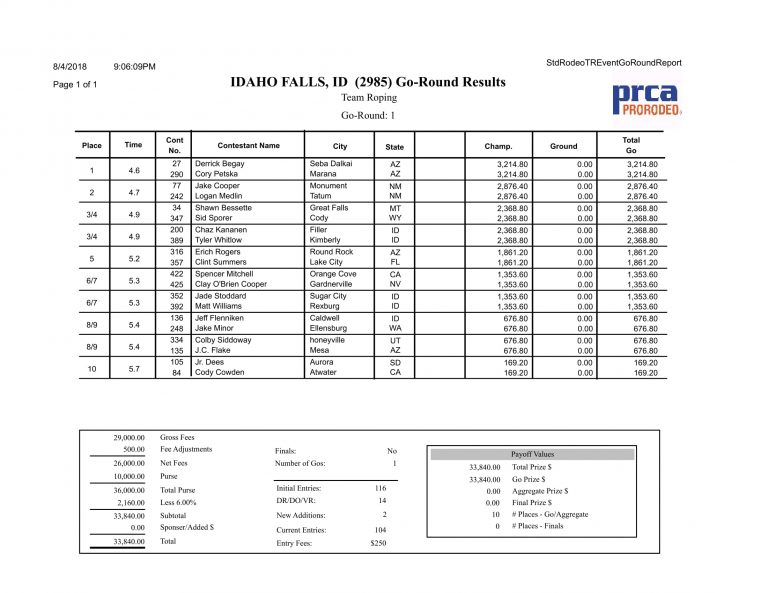 8/4/2018 9:06:09PM StdRodeoTREventGoRoundReport
Page 1 of 1 IDAHO FALLS, ID (2985) Go-Round Results
Team Roping
Go-Round: 1
prca
PRORODEO
Place Time Cont No. Contestant Name City State Champ. Ground Total Go
1 4.6 27 Derrick Begay Seba Dalkai AZ 3,214.80 0.00 3,214.80
290 Cory Petska Marana AZ 3,214.80 0.00 3,214.80
2 4.7 77 Jake Cooper Monument NM 2,876.40 0.00 2,876.40
242 Logan Medlin Tatum NM 2,876.40 0.00 2,876.40
3/4 4.9 34 Shawn Bessette Great Falls MT 2,368.80 0.00 2,368.80
347 Sid Sporer Cody WY 2,368.80 0.00 2,368.80
3/4 4.9 200 Chaz Kananen Filler ID 2,368.80 0.00 2,368.80
389 Tyler Whitlow Kimberly ID 2,368.80 0.00 2,368.80
5 5.2 316 Erich Rogers Round Rock AZ 1,861.20 0.00 1,861.20
357 Clint Summers Lake City FL 1,861.20 0.00 1,861.20
6/7 5.3 422 Spencer Mitchell Orange Cove CA 1,353.60 0.00 1,353.60
425 Clay O'Brien Cooper Gardnerville NV 1,353.60 0.00 1,353.60
6/7 5.3 352 Jade Stoddard Sugar City ID 1,353.60 0.00 1,353.60
392 Matt Williams Rexburg ID 1,353.60 0.00 1,353.60
8/9 5.4 136 Jeff Flenniken Caldwell ID 676.80 0.00 676.80
248 Jake Minor Ellensburg WA 676.80 0.00 676.80
8/9 5.4 334 Colby Siddoway honeyville UT 676.80 0.00 676.80
135 J.C. Flake Mesa AZ 676.80 0.00 676.80
10 5.7 105 Jr. Dees Aurora SD 169.20 0.00 169.20
84 Cody Cowden Atwater CA 169.20 0.00 169.20
29,000.00 Gross Fees
500.00 Fee Adjustments
26,000.00 Net Fees
10,000.00 Purse
36,000.00 Total Purse
2,160.00 Less 6.00%
33,840.00 Subtotal
0.00 Sponser/Added $
33,840.00 Total
Finals: No
Number of Gos: 1
Initial Entries: 116
DR/DO/VR: 14
New Additions: 2
Current Entries: 104
Entry Fees: $250
Payoff Values
33,840.00 Total Prize $
33,840.00 Go Prize $
0.00 Aggregate Prize $
0.00 Final Prize $
10 # Places - Go/Aggregate
0 # Places - Finals